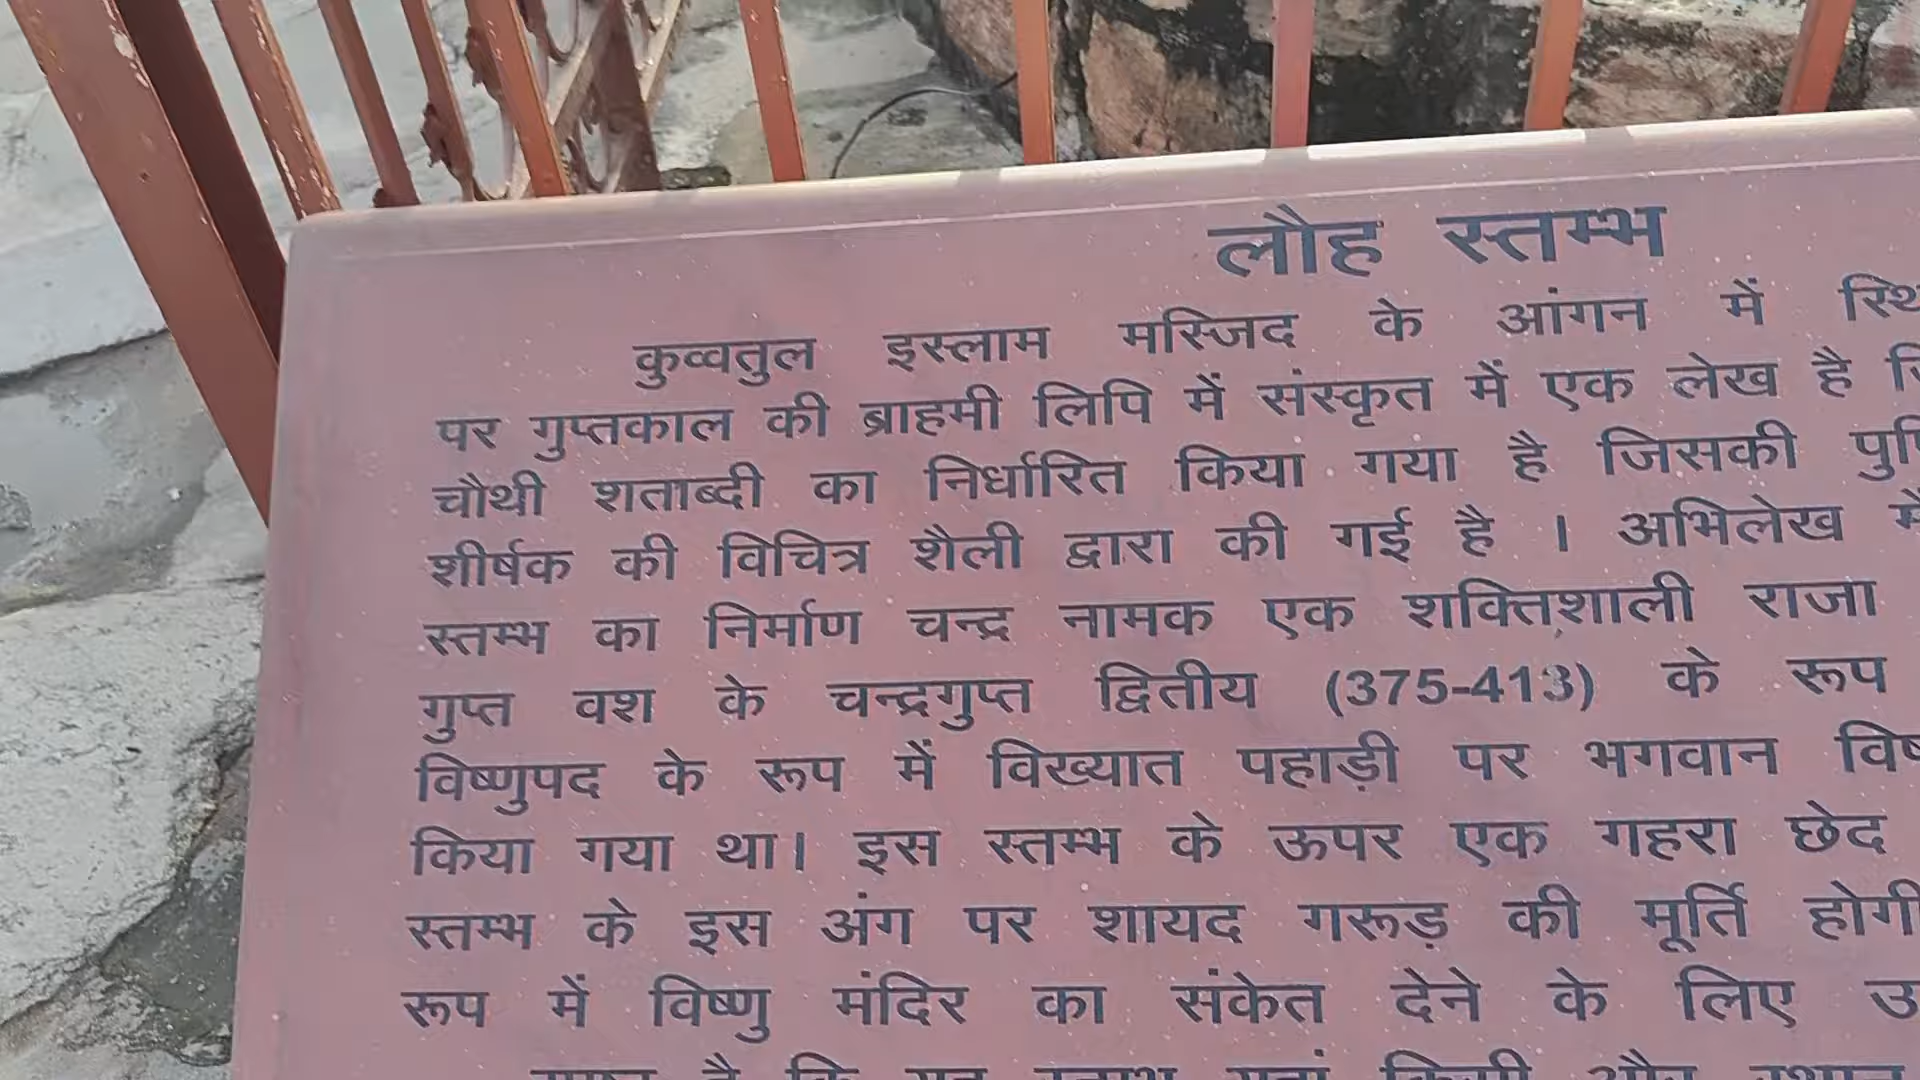 लौह स्तम्भ
कुव्वतुल इस्लाम मस्जिद के आंगन में
पर गुप्तकाल की ब्राहमी लिपि में संस्कृत में एक लेख है
चौथी शताब्दी का निर्धारित किया गया है जिसकी
शीर्षक की विचित्र शैली द्वारा की गई है । अभिलेख
स्तम्भ का निर्माण चन्द्र नामक एक शक्तिशाली राजा
गुप्त वश के चन्द्रगुप्त द्वितीय (375-413) के रूप
विष्णुपद के रूप में विख्यात पहाड़ी पर भगवान
किया गया था। इस स्तम्भ के ऊपर एक गहरा छेद
स्तम्भ के इस अंग पर शायद गरूड़ की मूर्ति होगी
रूप में विष्णु मंदिर का संकेत देने के लिए